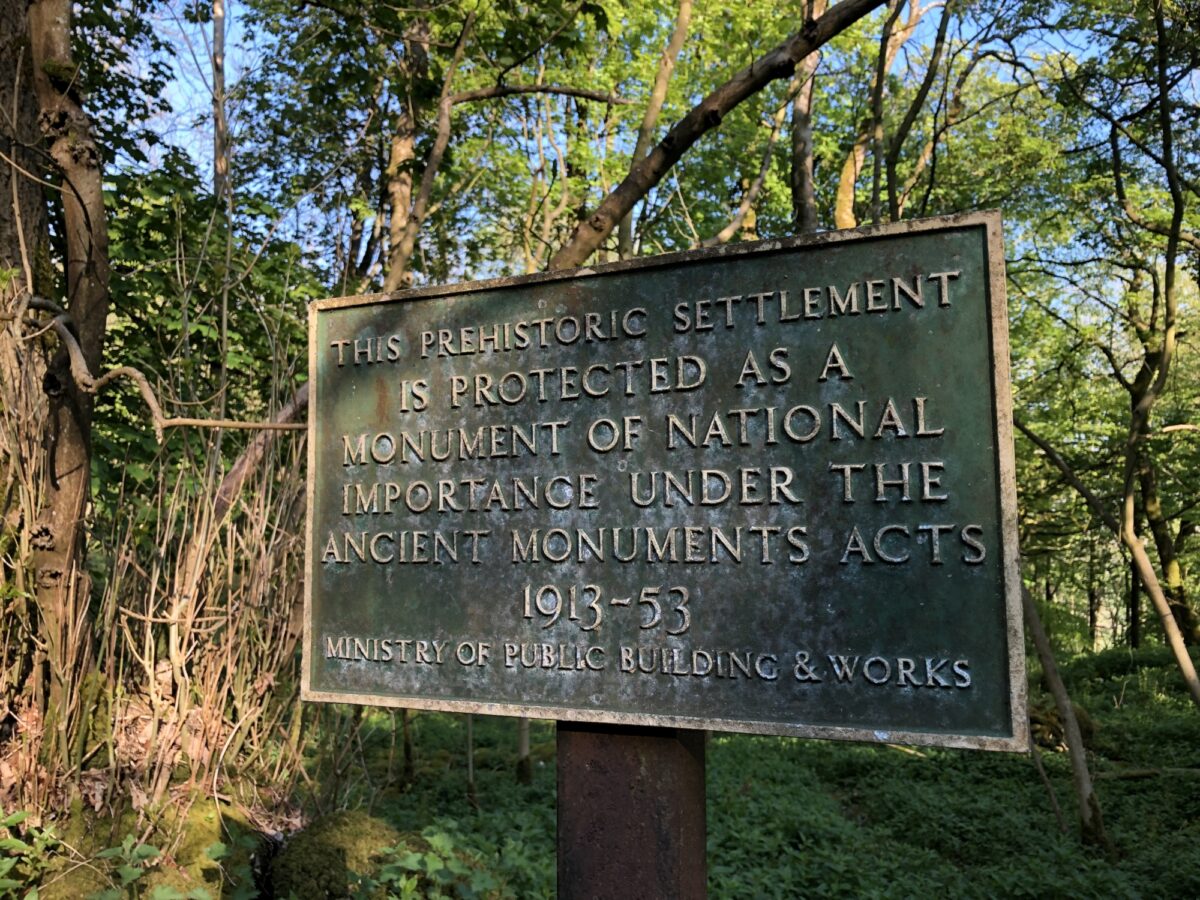 THIS PREHISTORIC SETTLEMENT
IS PROTECTED AS A
MONUMENT OF NATIONAL
IMPORTANCE UNDER THE
ANCIENT MONUMENTS ACTS
1913-53
MINISTRY OF PUBLIC BUILDING & WORKS